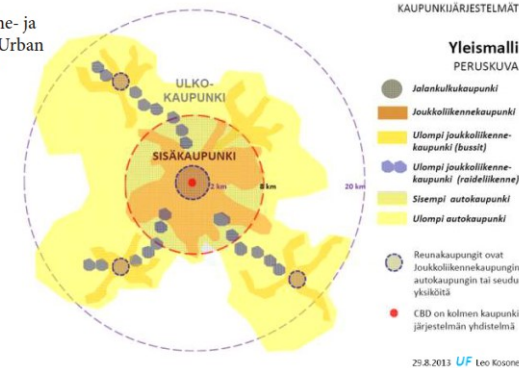 ne- ja
Urban
KAUPUNKIJÄRJESTELMÄT
Yleismalli
PERUSKUVA
ULKO-
KAUPUNKI
SISÄKAUPUNKI
2 km
8 km
20 km
Jalankulkukaupunki
Joukkoliikennekaupunki
Ulompi joukkoliikenne-
kaupunki (bussit)
Ulompi joukkoliikenne-
kaupunki (raideliikenne)
Sisempi autokaupunki
Ulompi autokaupunki
Reunakaupungit ovat
Joukkoliikennekaupungin
autokaupungin tai seudu
yksiköitä
CBD on kolmen kaupunki
järjestelmän yhdistelmä
29.8.2013 UF Leo Kosone